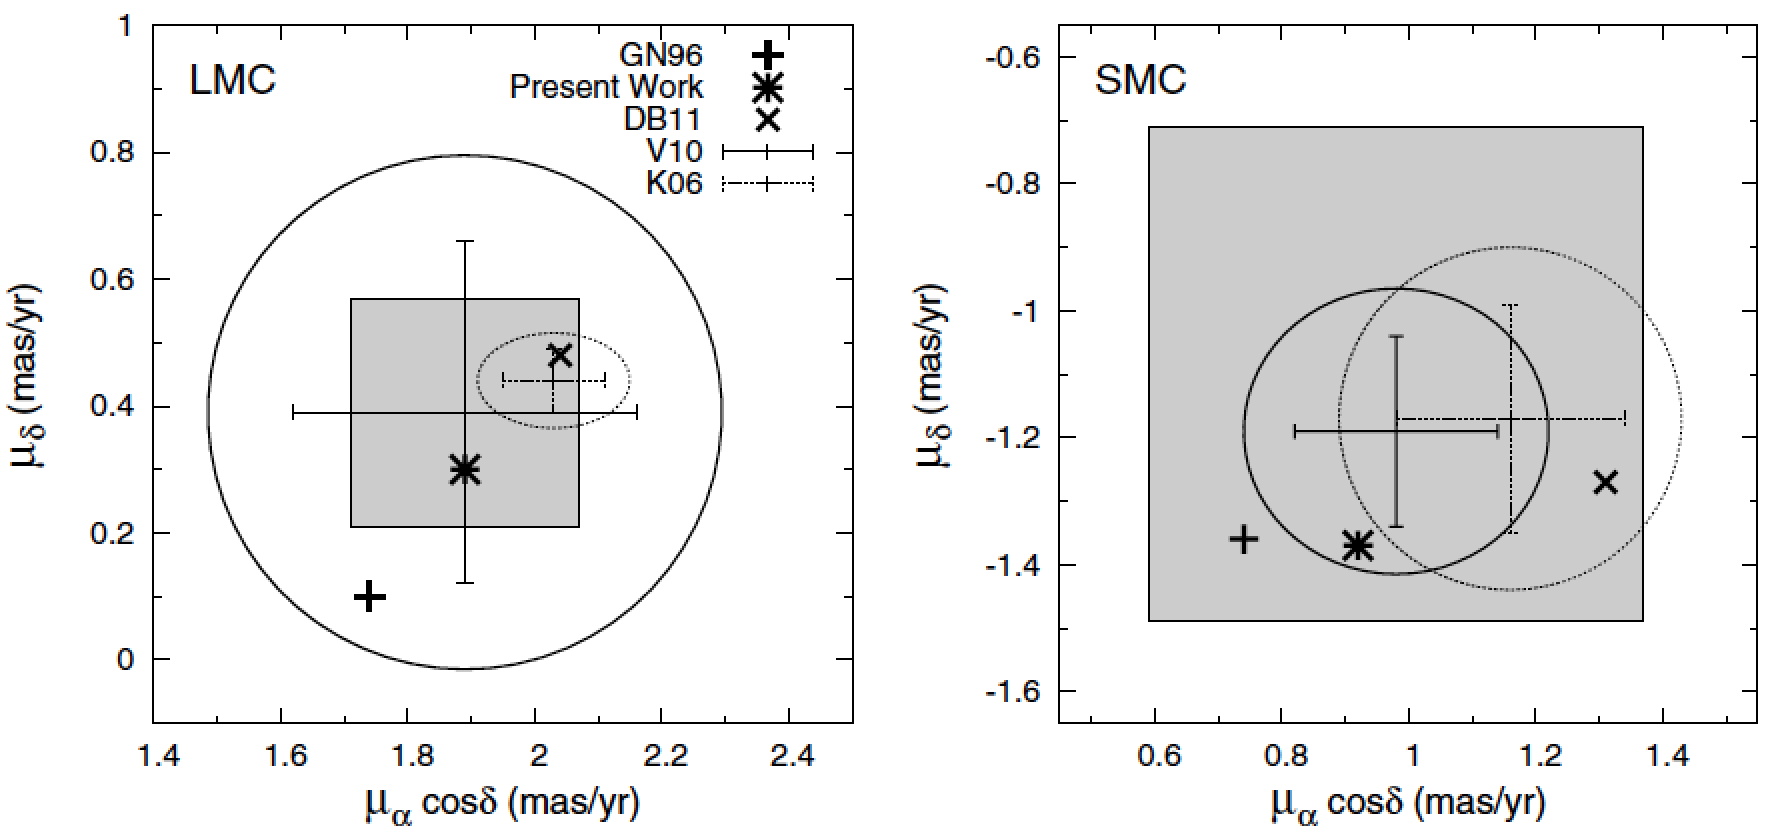 LMC
GN96
Present Work
DB11
V10
K06
1
0.8
0.6
0.4
0.2
0
1.4 1.6 1.8 2 2.2 2.4
μδ (mas/yr)
μα cosδ (mas/yr)
SMC
-0.6
-0.8
-1
-1.2
-1.4
-1.6
0.6 0.8 1 1.2 1.4
μδ (mas/yr)
μα cosδ (mas/yr)